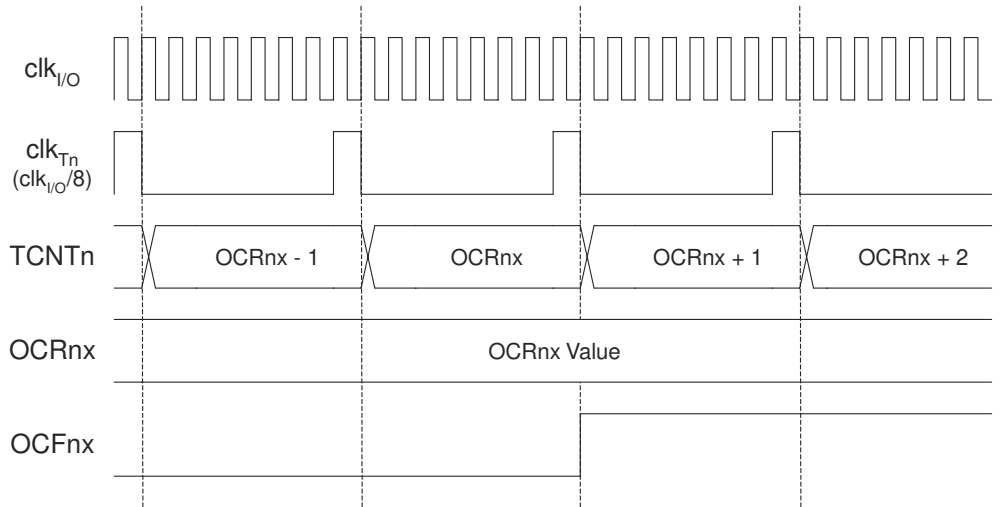 clkI/O
clkTn
(clkI/O/8)
TCNTn OCRnx - 1 OCRnx OCRnx + 1 OCRnx + 2
OCRnx OCRnx Value
OCFnx